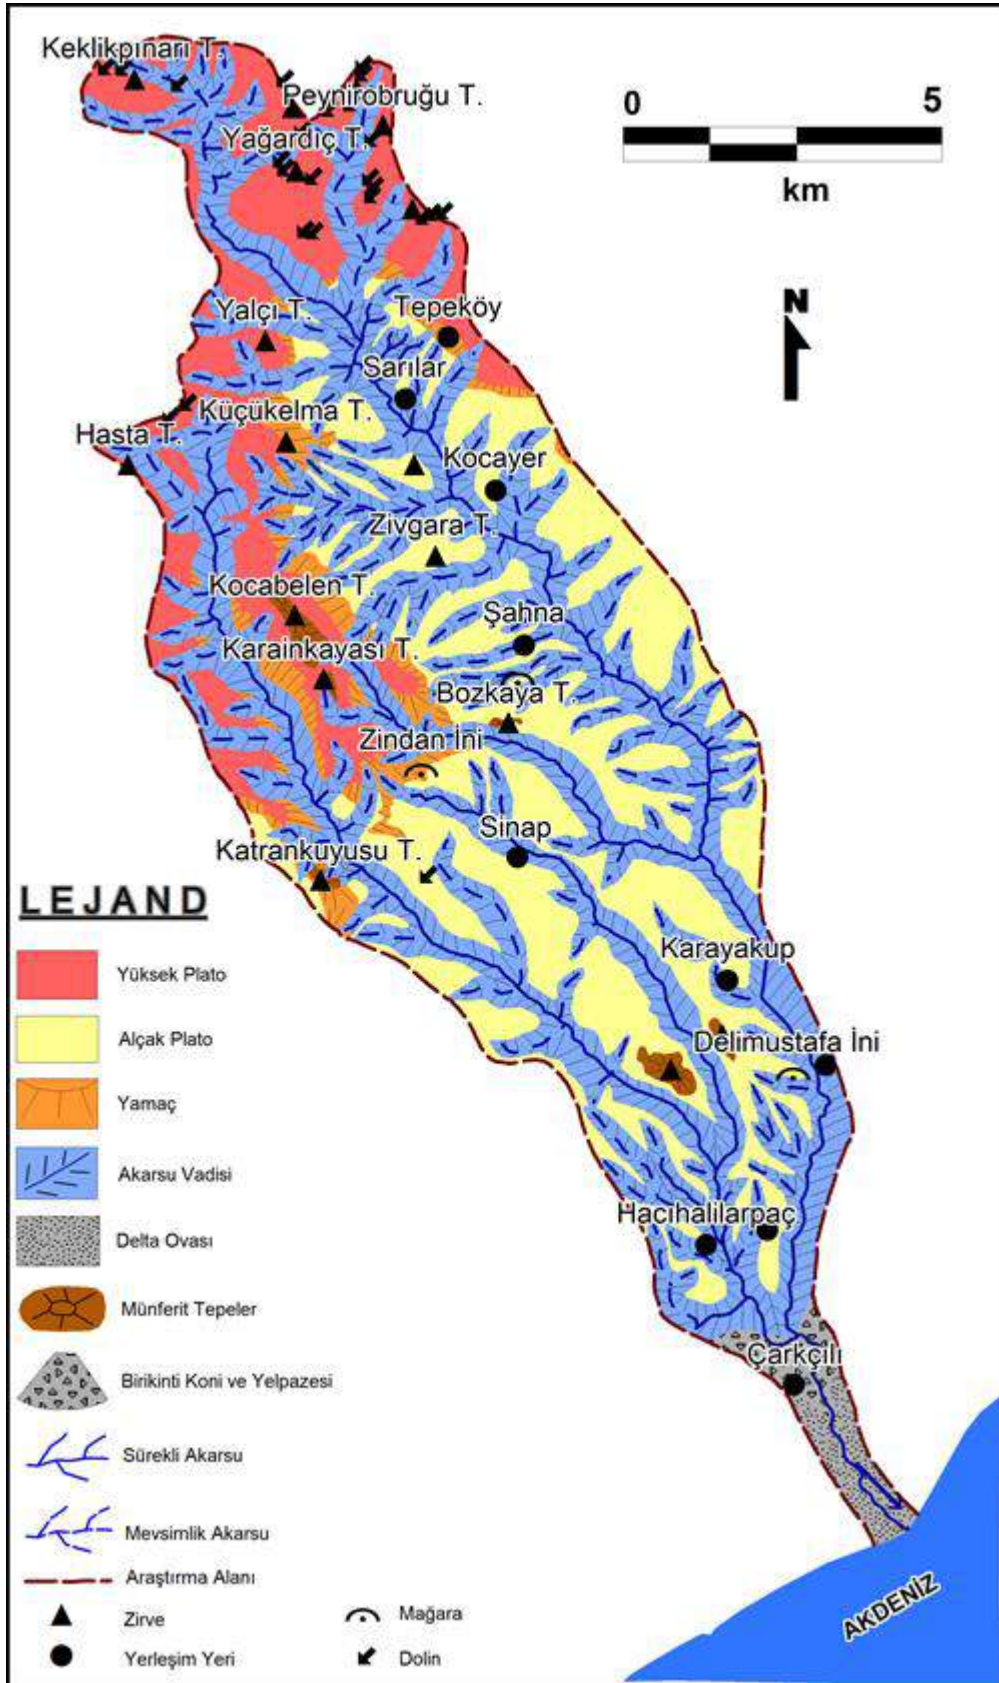 Keklikpınarı T.
0
5
km
Peynirobruğu T.
Yağardıç T.
N
Yalçı T.
Tepeköy
Sarılar
Küçükelma T.
Hasta T.
Kocayer
Zivgara T.
Kocabelen T.
Şahna
Karainkayası T.
Bozkaya T.
Zindan İni
Sinap
Katrankuyusu T.
LEJAND
Karayakup
Yüksek Plato
Alçak Plato
Delimustafa İni
Yamaç
Akarsu Vadisi
Hacıhalilarpaç
Delta Ovası
Münferit Tepeler
Çarkçılı
Birikinti Koni ve Yelpazesi
Sürekli Akarsu
Mevsimlik Akarsu
Araştırma Alanı
Zirve
Mağara
Yerleşim Yeri
Dolin
AKDENİZ